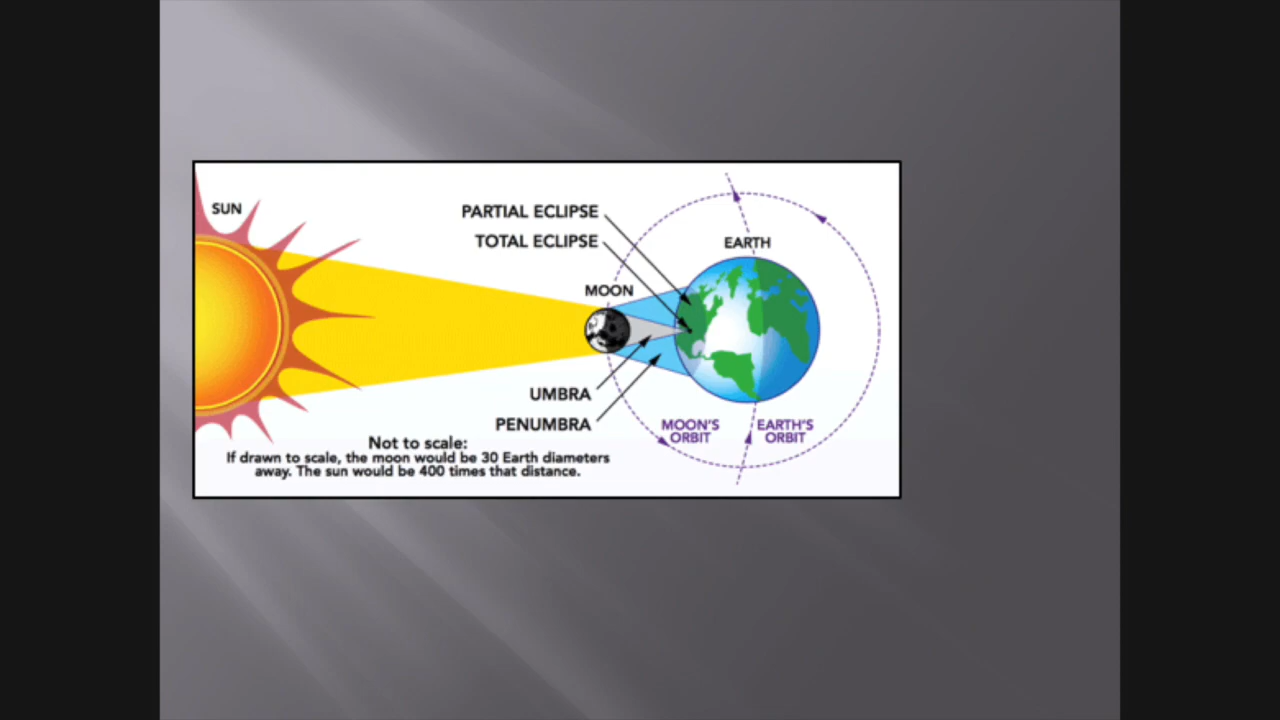 SUN
PARTIAL ECLIPSE
TOTAL ECLIPSE
EARTH
MOON
UMBRA
PENUMBRA
MOON'S
ORBIT
EARTH'S
ORBIT
Not to scale:
If drawn to scale, the moon would be 30 Earth diameters
away. The sun would be 400 times that distance.